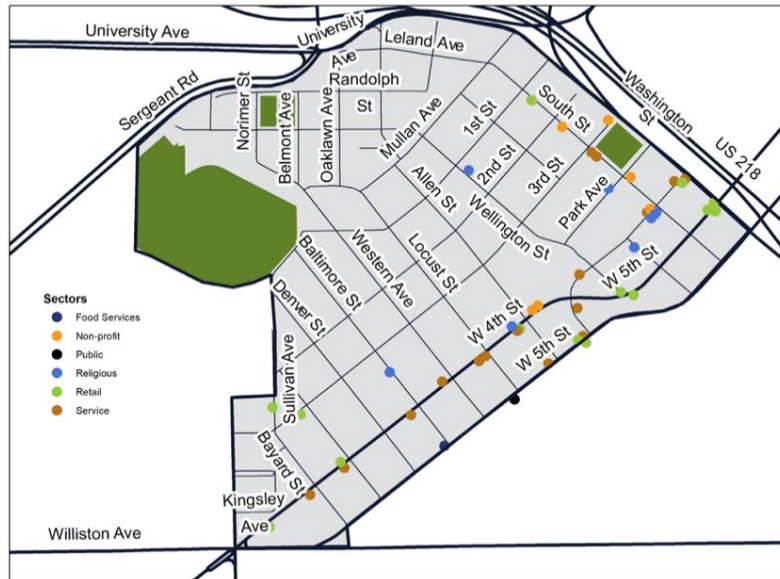 University Ave
University
Ave
Leland Ave
Randolph
St
Sergeant Rd
Norimer St
Belmont Ave
Oaklawn Ave
Mullan Ave
1st St
South St
Washington
St
US 218
2nd St
3rd St
Park Ave
Allen St
Wellington St
Locust St
Western Ave
Baltimore St
Denver St
W 5th St
W 4th St
W 5th St
Sullivan Ave
Bayard St
Kingsley
Ave
Williston Ave
Sectors
Food Services
Non-profit
Public
Religious
Retail
Service